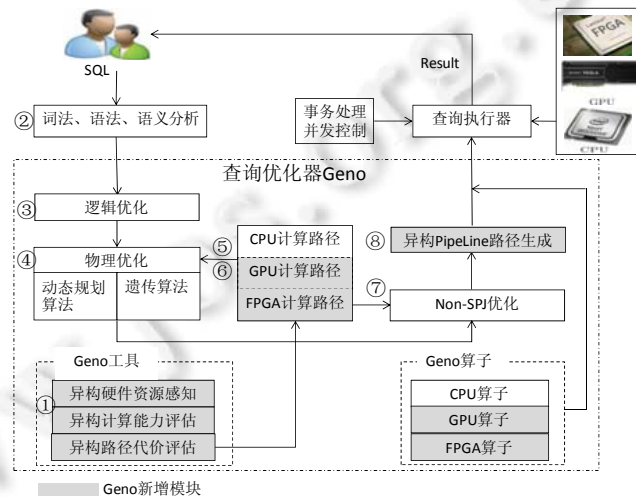 FPGA
SQL
Result
GPU
CPU
② 词法、语法、语义分析
事务处理
并发控制
查询执行器
查询优化器Geno
③ 逻辑优化
④ 物理优化
动态规划
算法
遗传算法
⑤ CPU计算路径
⑥ GPU计算路径
FPGA计算路径
⑦ Non-SPJ优化
⑧ 异构PipeLine路径生成
Geno工具
① 异构硬件资源感知
异构计算能力评估
异构路径代价评估
Geno算子
CPU算子
GPU算子
FPGA算子
Geno新增模块